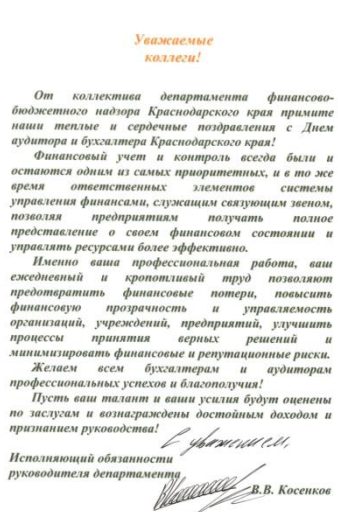 Уважаемые
коллеги!
От коллектива департамента финансово-
бюджетного надзора Краснодарского края примите
наши теплые и сердечные поздравления с Днем
аудитора и бухгалтера Краснодарского края!
Финансовый учет и контроль всегда были и
остаются одним из самых приоритетных, и в то же
время ответственных элементов системы
управления финансами, служащим связующим звеном,
позволяя предприятиям получать полное
представление о своем финансовом состоянии и
управлять ресурсами более эффективно.
Именно ваша профессиональная работа, ваш
ежедневный и кропотливый труд позволяют
предотвратить финансовые потери, повысить
финансовую прозрачность и управляемость
организаций, учреждений, предприятий, улучшить
процессы принятия верных решений и
минимизировать финансовые и репутационные риски.
Желаем всем бухгалтерам и аудиторам
профессиональных успехов и благополучия!
Пусть ваш талант и ваши усилия будут оценены
по заслугам и вознаграждены достойным доходом и
признанием руководства!
С уважением,
Исполняющий обязанности
руководителя департамента
В.В. Косенков